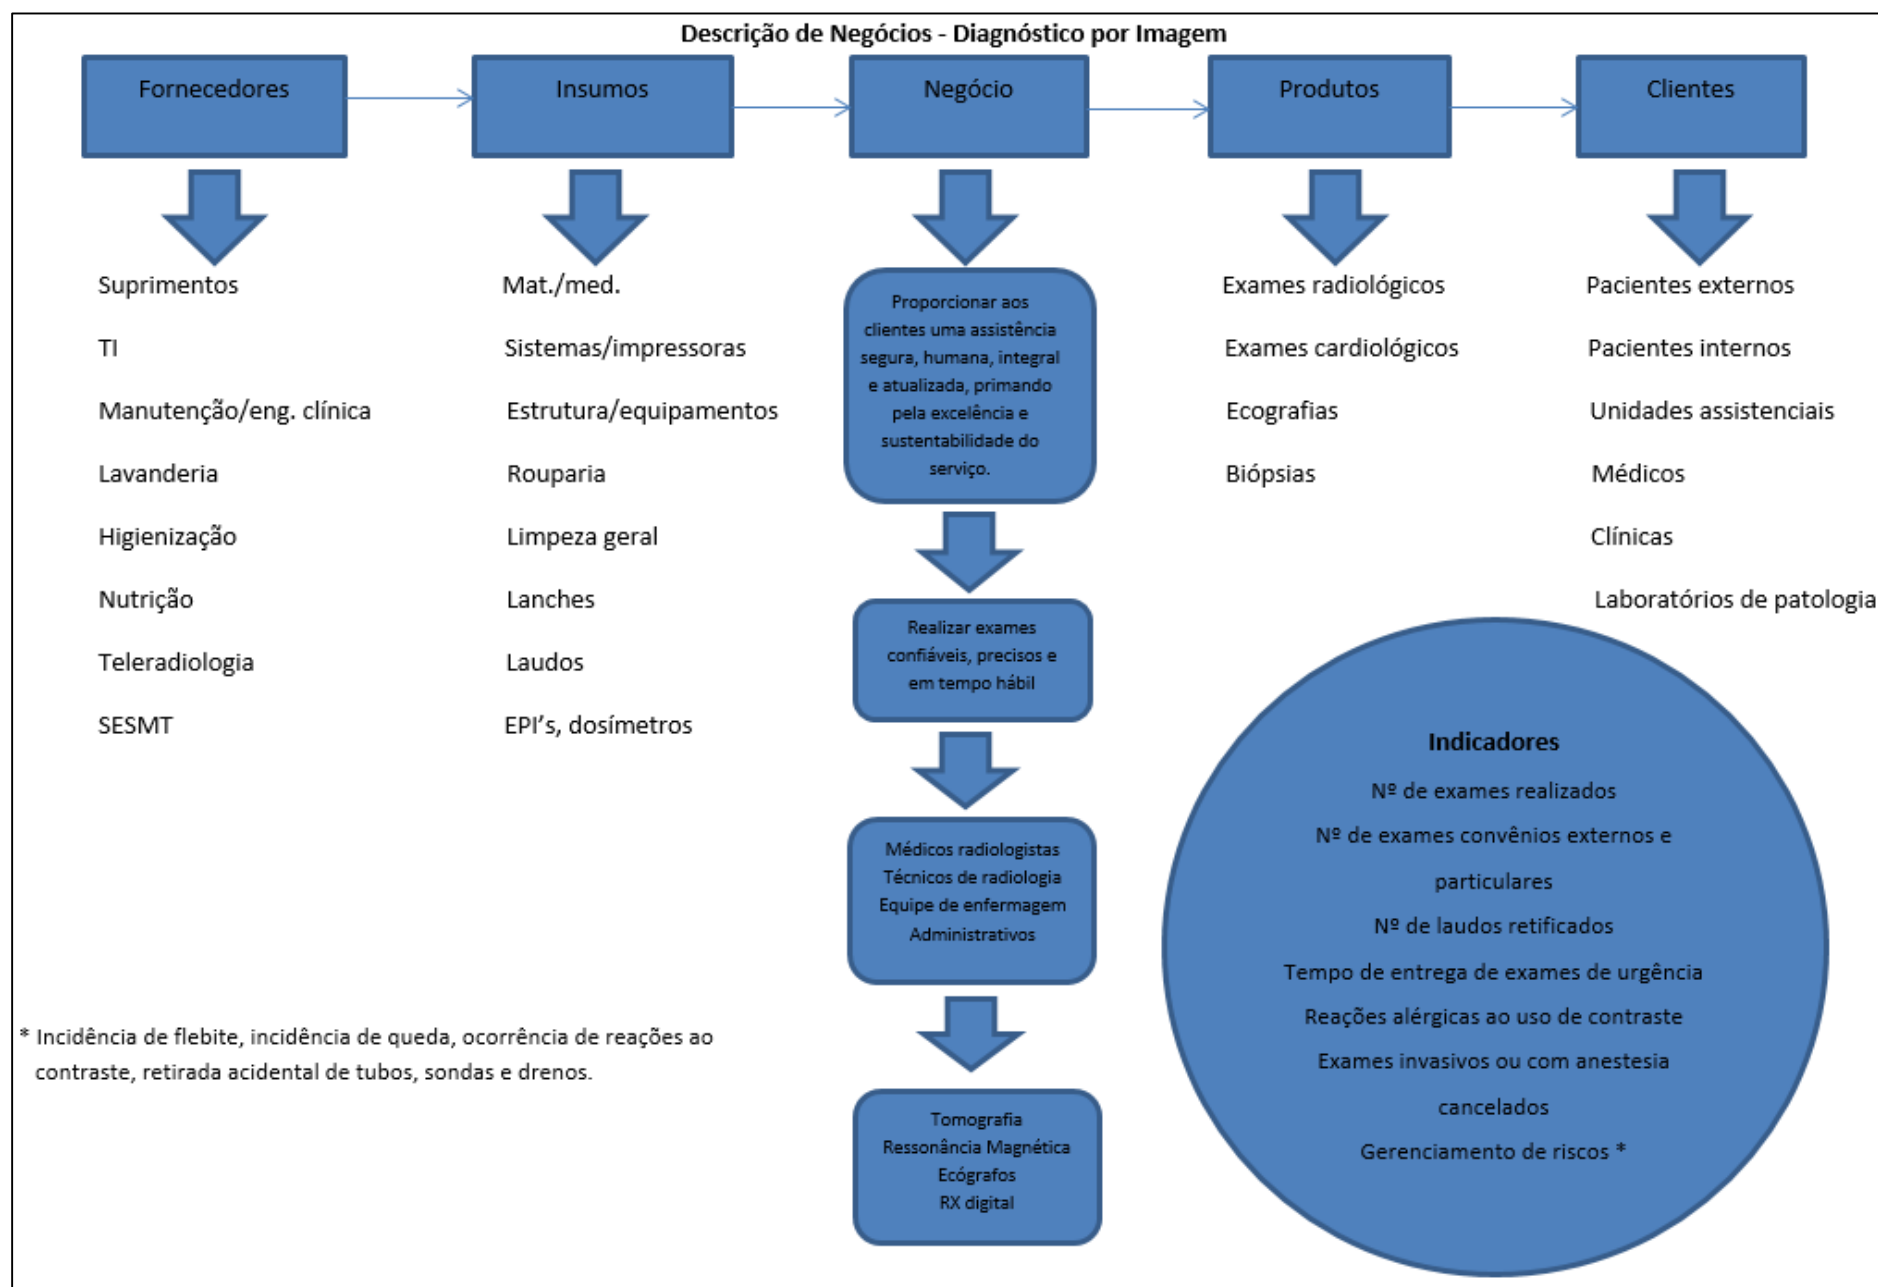 Descrição de Negócios - Diagnóstico por Imagem
Fornecedores
Insumos
Negócio
Produtos
Clientes
Suprimentos
TI
Manutenção/eng. clínica
Lavanderia
Higienização
Nutrição
Teleradiologia
SESMT
Mat./med.
Sistemas/impressoras
Estrutura/equipamentos
Rouparia
Limpeza geral
Lanches
Laudos
EPI's, dosímetros
Proporcionar aos
clientes uma assistência
segura, humana, integral
e atualizada, primando
pela excelência e
sustentabilidade do
serviço.
Realizar exames
confiáveis, precisos e
em tempo hábil
Médicos radiologistas
Técnicos de radiologia
Equipe de enfermagem
Administrativos
Tomografia
Ressonância Magnética
Ecógrafos
RX digital
Exames radiológicos
Exames cardiológicos
Ecografias
Biópsias
Pacientes externos
Pacientes internos
Unidades assistenciais
Médicos
Clínicas
Laboratórios de patologia
Indicadores
Nº de exames realizados
Nº de exames convênios externos e
particulares
Nº de laudos retificados
Tempo de entrega de exames de urgência
Reações alérgicas ao uso de contraste
Exames invasivos ou com anestesia
cancelados
Gerenciamento de riscos *
* Incidência de flebite, incidência de queda, ocorrência de reações ao
contraste, retirada acidental de tubos, sondas e drenos.